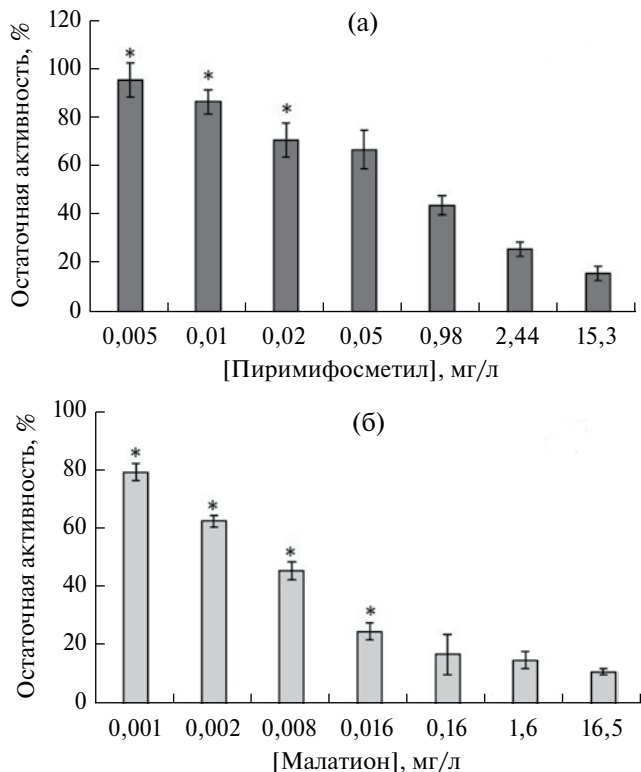 (а)
Остаточная активность, %
120
100
80
60
40
20
0
* * *
0,005 0,01 0,02 0,05 0,98 2,44 15,3
[Пиримифосметил], мг/л
(б)
Остаточная активность, %
100
80
60
40
20
0
* * * *
0,001 0,002 0,008 0,016 0,16 1,6 16,5
[Малатион], мг/л